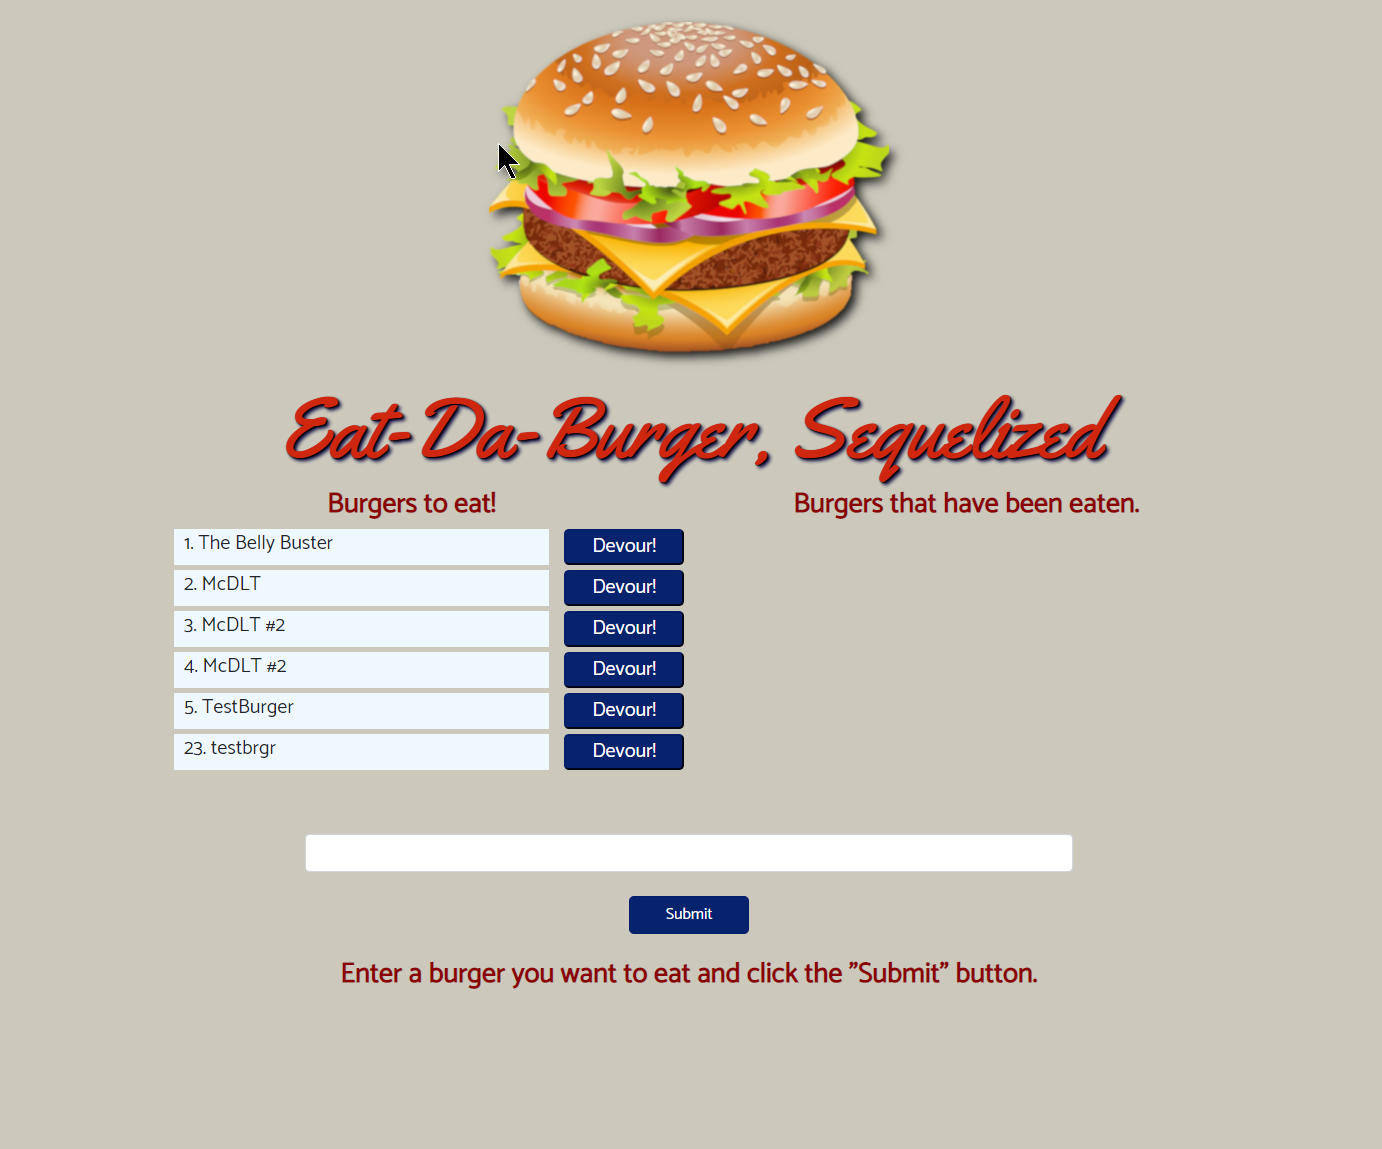 Eat-Da-Burger, Sequelized
Burgers to eat!
1. The Belly Buster Devour!
2. McDLT Devour!
3. McDLT #2 Devour!
4. McDLT #2 Devour!
5. TestBurger Devour!
23. testbrgr Devour!
Burgers that have been eaten.
Submit
Enter a burger you want to eat and click the "Submit" button.